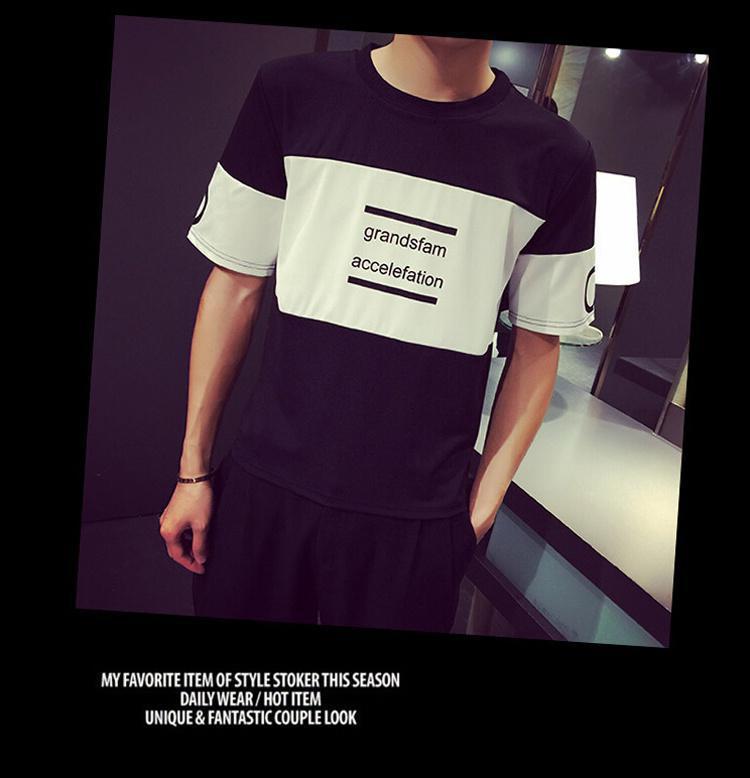 grandsfam
accelefation
MY FAVORITE ITEM OF STYLE STOKER THIS SEASON
DAILY WEAR / HOT ITEM
UNIQUE & FANTASTIC COUPLE LOOK